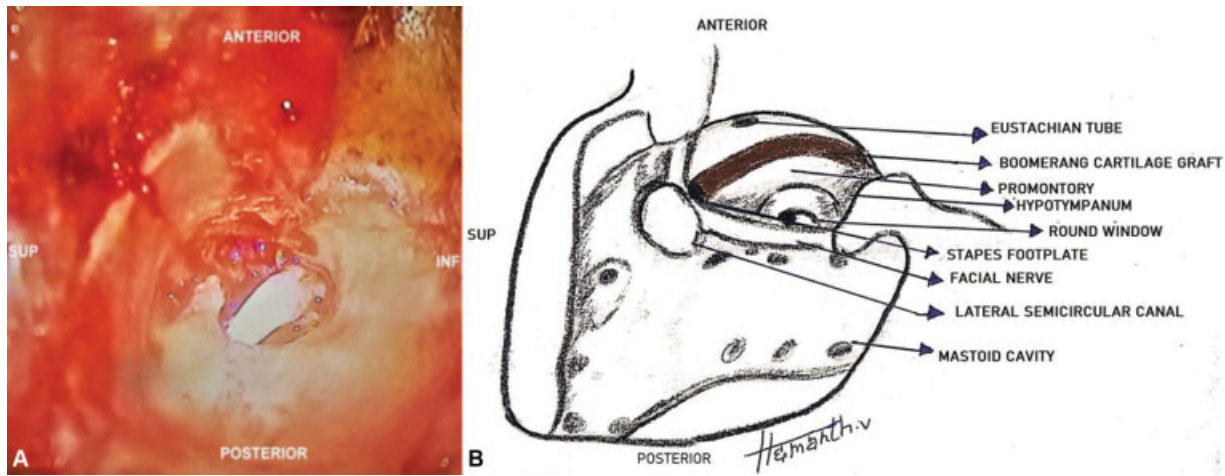 ANTERIOR
SUP
INF
POSTERIOR
A
ANTERIOR
EUSTACHIAN TUBE
BOOMERANG CARTILAGE GRAFT
PROMONTORY
HYPOTYMPANUM
SUP
ROUND WINDOW
STAPES FOOTPLATE
FACIAL NERVE
LATERAL SEMICIRCULAR CANAL
MASTOID CAVITY
POSTERIOR
Hemanth.v
B